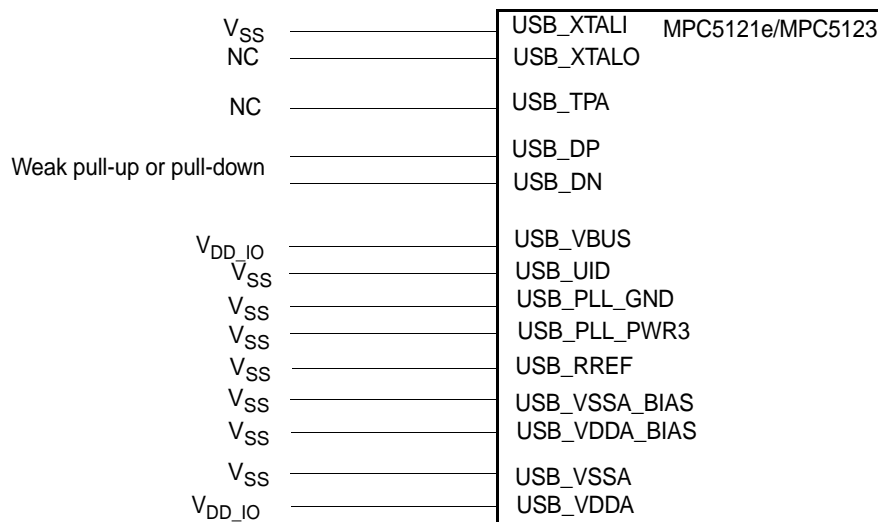 V_SS USB_XTALI MPC5121e/MPC5123
NC USB_XTALO
NC USB_TPA
USB_DP
Weak pull-up or pull-down
USB_DN
V_DD_IO USB_VBUS
V_SS USB_UID
V_SS USB_PLL_GND
V_SS USB_PLL_PWR3
V_SS USB_RREF
V_SS USB_VSSA_BIAS
V_SS USB_VDDA_BIAS
V_SS USB_VSSA
V_DD_IO USB_VDDA